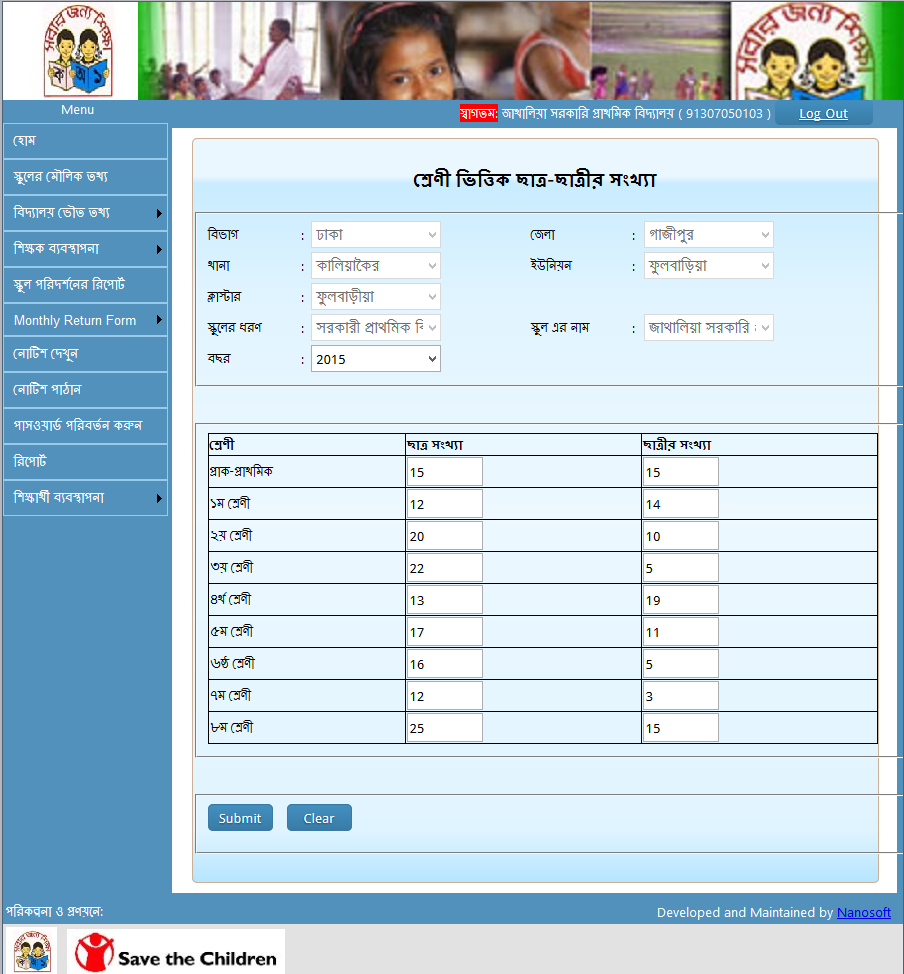 সবার জন্য শিক্ষা
সবার জন্য শিক্ষা
Menu
স্বাগতম: জাথালিয়া সরকারি প্রাথমিক বিদ্যালয় ( 91307050103 ) Log Out
হোম
স্কুলের মৌলিক তথ্য
বিদ্যালয় ভৌত তথ্য
শিক্ষক ব্যবস্থাপনা
স্কুল পরিদর্শনের রিপোর্ট
Monthly Return Form
নোটিশ দেখুন
নোটিশ পাঠান
পাসওয়ার্ড পরিবর্তন করুন
রিপোর্ট
শিক্ষার্থী ব্যবস্থাপনা
শ্রেণী ভিত্তিক ছাত্র-ছাত্রীর সংখ্যা
বিভাগ : ঢাকা জেলা : গাজীপুর
থানা : কালিয়াকৈর ইউনিয়ন : ফুলবাড়িয়া
ক্লাস্টার : ফুলবাড়ীয়া
স্কুলের ধরণ : সরকারী প্রাথমিক স্কুল এর নাম : জাথালিয়া সরকারি
বছর : 2015
শ্রেণী ছাত্র সংখ্যা ছাত্রীর সংখ্যা
প্রাক-প্রাথমিক 15 15
১ম শ্রেণী 12 14
২য় শ্রেণী 20 10
৩য় শ্রেণী 22 5
৪র্থ শ্রেণী 13 19
৫ম শ্রেণী 17 11
৬ষ্ঠ শ্রেণী 16 5
৭ম শ্রেণী 12 3
৮ম শ্রেণী 25 15
Submit Clear
পরিকল্পনা ও প্রণয়নে: Developed and Maintained by Nanosoft
Save the Children